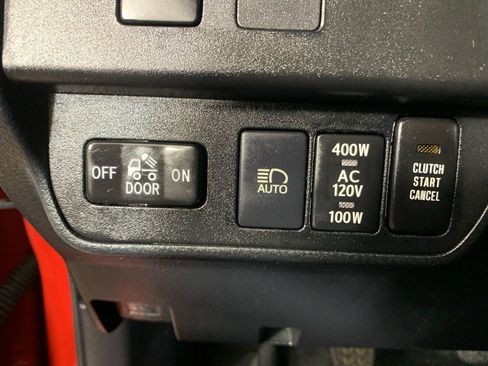 OFF DOOR ON
AUTO
400W
AC
120V
100W
CLUTCH
START
CANCEL